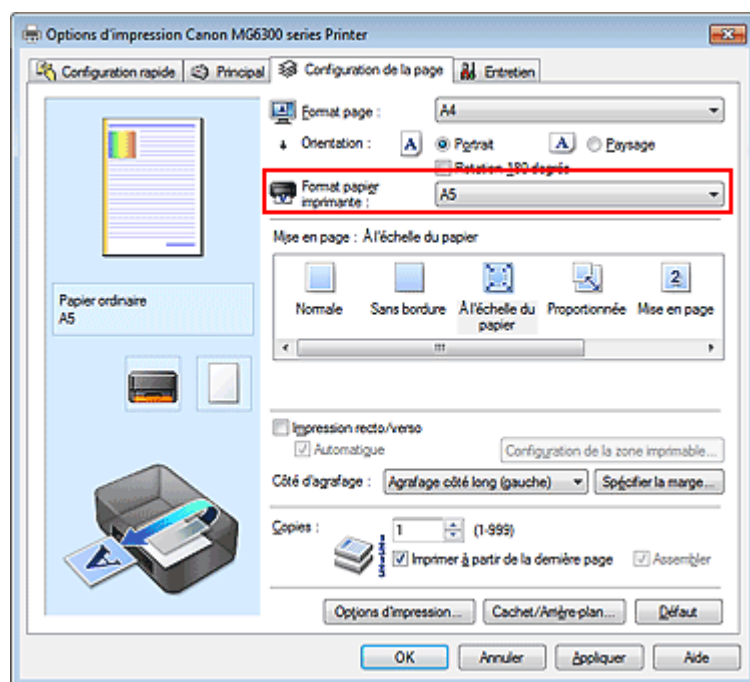 Options d'impression Canon MG6300 series Printer
Configuration rapide Principal Configuration de la page Entretien
Format page : A4
Orientation : A Portrait A Paysage
Rotation 180 degrés
Format papier imprimante : A5
Mise en page : À l'échelle du papier
Normale Sans bordure À l'échelle du papier Proportionnée Mise en page
2
Papier ordinaire
A5
Impression recto/verso
Automatique Configuration de la zone imprimable...
Côté d'agrafage : Agrafage côté long (gauche) Spécifier la marge...
Copies : 1 (1-999)
Imprimer à partir de la dernière page Assembler
Options d'impression... Cachet/Arrière-plan... Défaut
OK Annuler Appliquer Aide